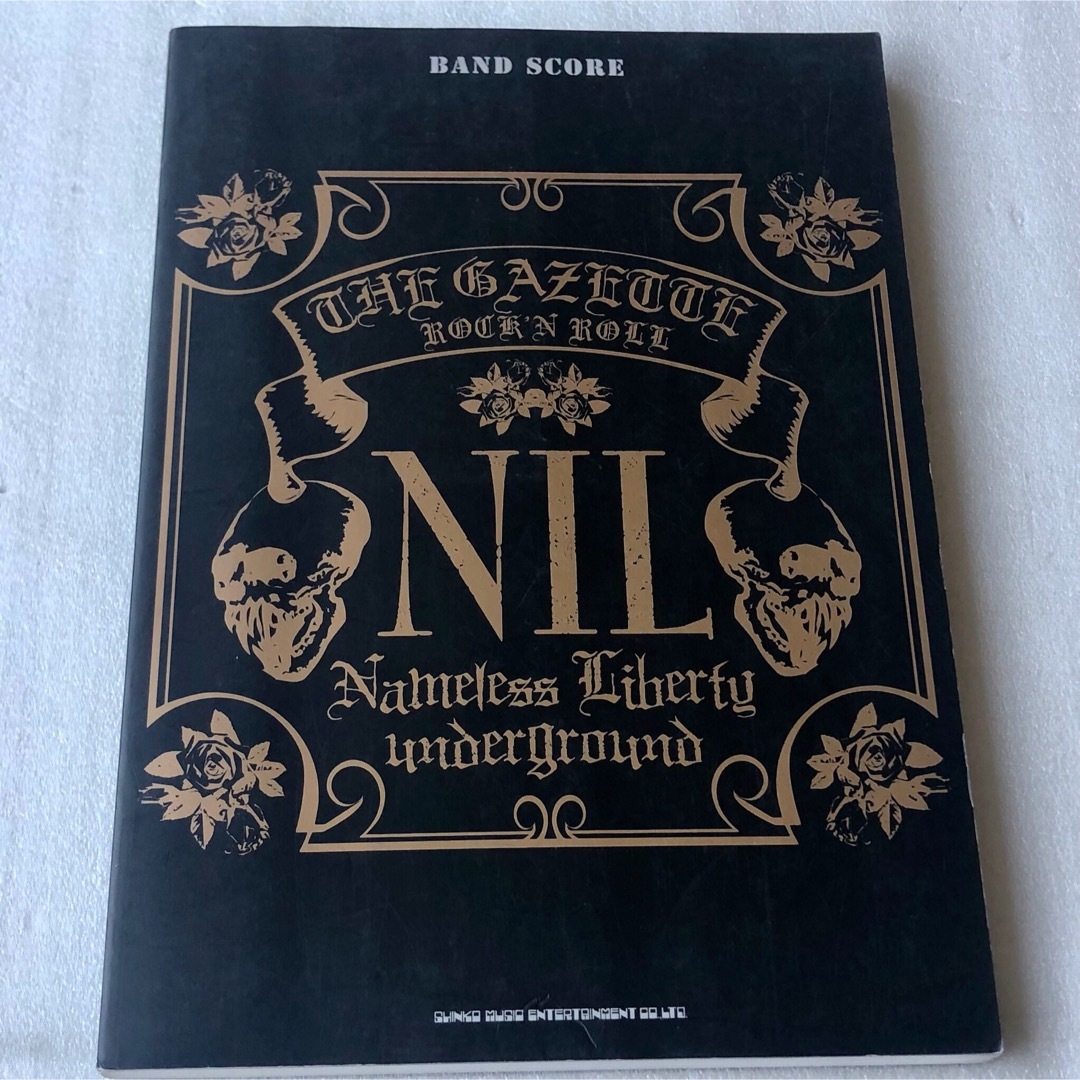 BAND SCORE
THE GAZETTE
ROCK'N ROLL
NIL
Nameless Liberty
underground
SHINKO MUSIC ENTERTAINMENT CO.,LTD.